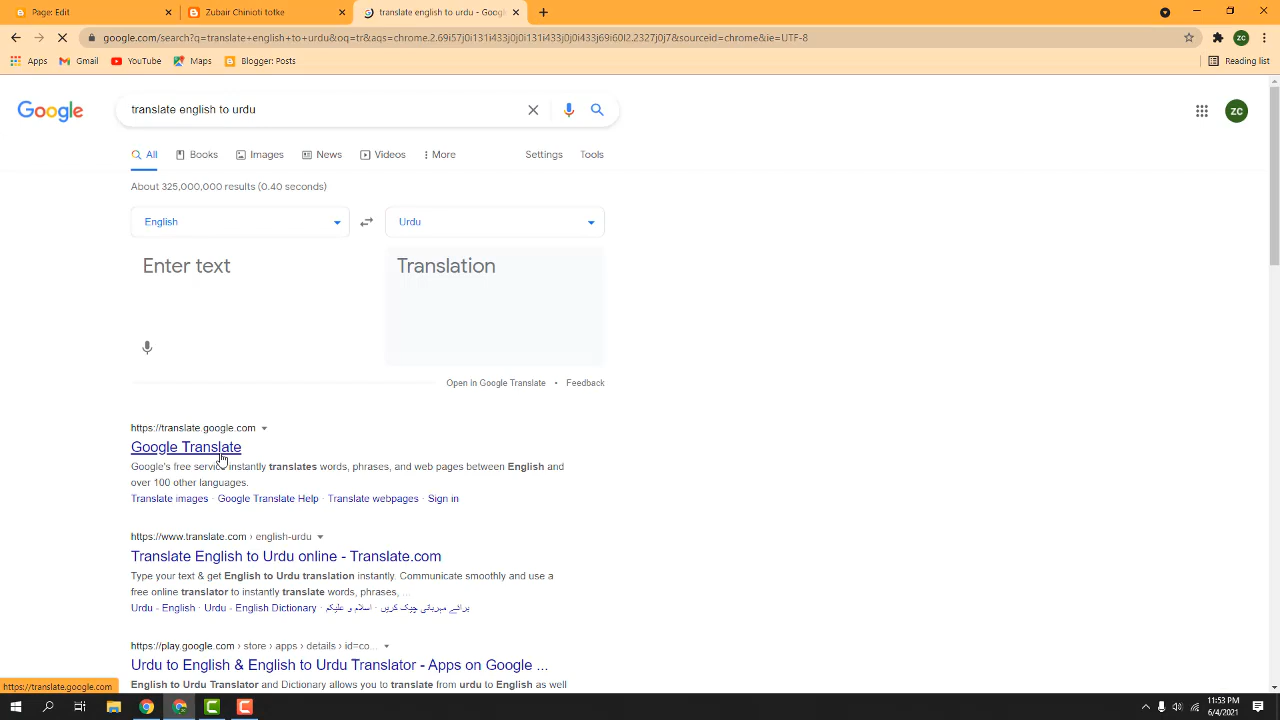 Page: Edit
Zubair Chinioti totke
translate english to urdu - Goog
google.com/search?q=translate+english+to+urdu&oq=tr&aqs=chrome.2.69i57j0i131i433j0j0i131i433j0j0i433j69i60l2.2327j0j7&sourceid=chrome&ie=UTF-8
ZC
Apps
Gmail
YouTube
Maps
Blogger: Posts
Reading list
Google
translate english to urdu
ZC
All
Books
Images
News
Videos
More
Settings
Tools
About 325,000,000 results (0.40 seconds)
English
Urdu
Enter text
Translation
Open in Google Translate • Feedback
https://translate.google.com
Google Translate
Google's free service instantly translates words, phrases, and web pages between English and
over 100 other languages.
Translate images · Google Translate Help · Translate webpages · Sign in
https://www.translate.com › english-urdu
Translate English to Urdu online - Translate.com
Type your text & get English to Urdu translation instantly. Communicate smoothly and use a
free online translator to instantly translate words, phrases, ...
Urdu - English · Urdu - English Dictionary · اسلام و علیکم · برائے مہربانی چیک کریں
https://play.google.com › store › apps › details › id=co...
Urdu to English & English to Urdu Translator - Apps on Google ...
English to Urdu Translator and Dictionary allows you to translate from urdu to English as well
https://translate.google.com
11:53 PM
6/4/2021